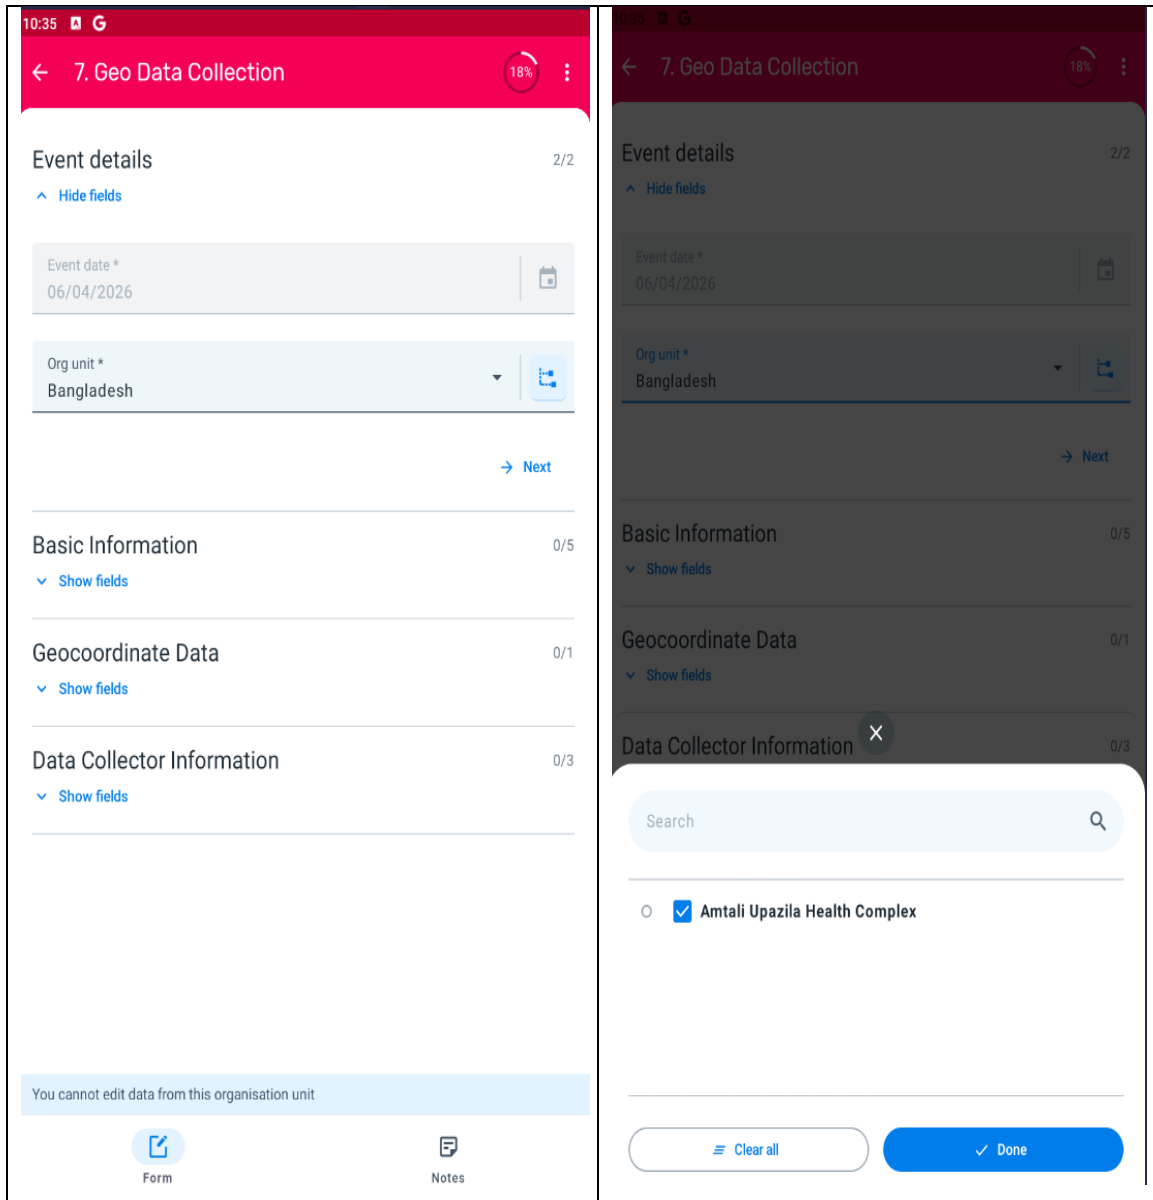 10:35
7. Geo Data Collection
18%
Event details
2/2
Hide fields
Event date *
06/04/2026
Org unit *
Bangladesh
Next
Basic Information
0/5
Show fields
Geocoordinate Data
0/1
Show fields
Data Collector Information
0/3
Show fields
You cannot edit data from this organisation unit
Form
Notes
10:35
7. Geo Data Collection
18%
Event details
2/2
Hide fields
Event date *
06/04/2026
Org unit *
Bangladesh
Next
Basic Information
0/5
Show fields
Geocoordinate Data
0/1
Show fields
Data Collector Information
0/3
Search
Amtali Upazila Health Complex
Clear all
Done